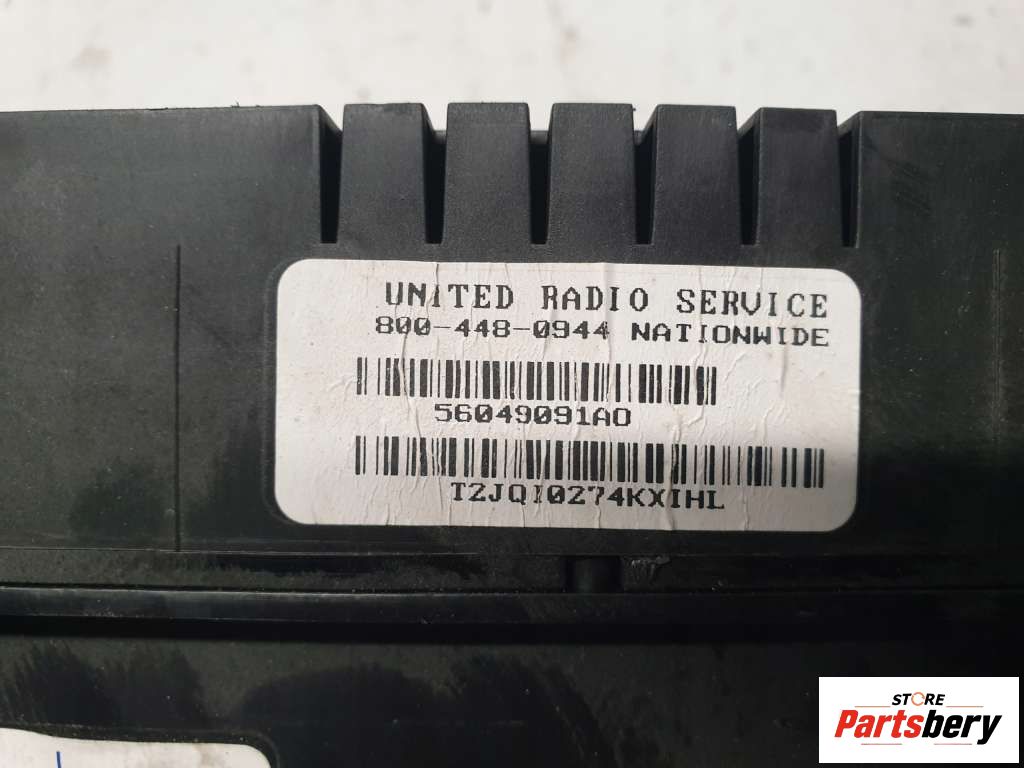 UNITED RADIO SERVICE
800-448-0944 NATIONWIDE
56049091AO
T2JQI0274KXIHL
STORE
Partsbery